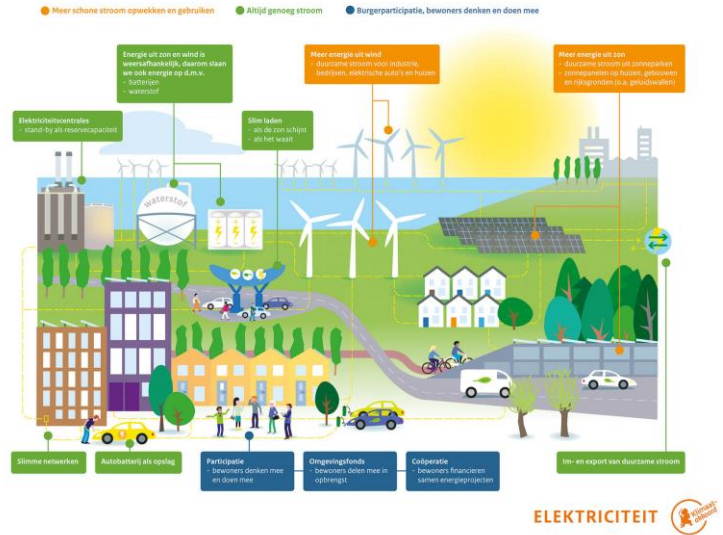 Meer schone stroom opwekken en gebruiken
Altijd genoeg stroom
Burgerparticipatie, bewoners denken en doen mee
Energie uit zon en wind is
weersafhankelijk, daarom slaan
we ook energie op d.m.v.
- batterijen
- waterstof
Meer energie uit wind
- duurzame stroom voor industrie,
bedrijven, elektrische auto's en huizen
Meer energie uit zon
- duurzame stroom uit zonneparken
- zonnepanelen op huizen, gebouwen
en rijksgronden (o.a. geluidswallen)
Elektriciteitscentrales
- stand-by als reservecapaciteit
Slim laden
- als de zon schijnt
- als het waait
waterstof
Slimme netwerken
Autobatterij als opslag
Participatie
- bewoners denken mee
en doen mee
Omgevingsfonds
- bewoners delen mee in
opbrengst
Coöperatie
- bewoners financieren
samen energieprojecten
Im- en export van duurzame stroom
ELEKTRICITEIT
Klimaat-
akkoord